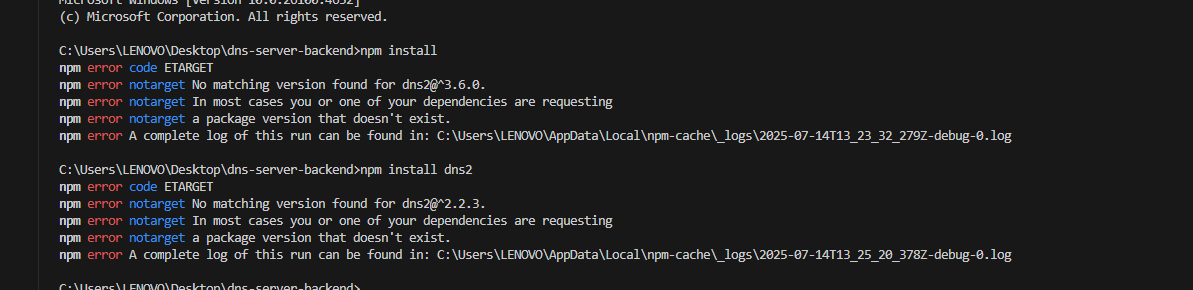 Microsoft Windows [Version 10.0.26100.4652]
(c) Microsoft Corporation. All rights reserved.
C:\Users\LENOVO\Desktop\dns-server-backend>npm install
npm error code ETARGET
npm error notarget No matching version found for dns2@^3.6.0.
npm error notarget In most cases you or one of your dependencies are requesting
npm error notarget a package version that doesn't exist.
npm error A complete log of this run can be found in: C:\Users\LENOVO\AppData\Local\npm-cache\_logs\2025-07-14T13_23_32_279Z-debug-0.log
C:\Users\LENOVO\Desktop\dns-server-backend>npm install dns2
npm error code ETARGET
npm error notarget No matching version found for dns2@^2.2.3.
npm error notarget In most cases you or one of your dependencies are requesting
npm error notarget a package version that doesn't exist.
npm error A complete log of this run can be found in: C:\Users\LENOVO\AppData\Local\npm-cache\_logs\2025-07-14T13_25_20_378Z-debug-0.log
C:\Users\LENOVO\Desktop\dns-server-backend>